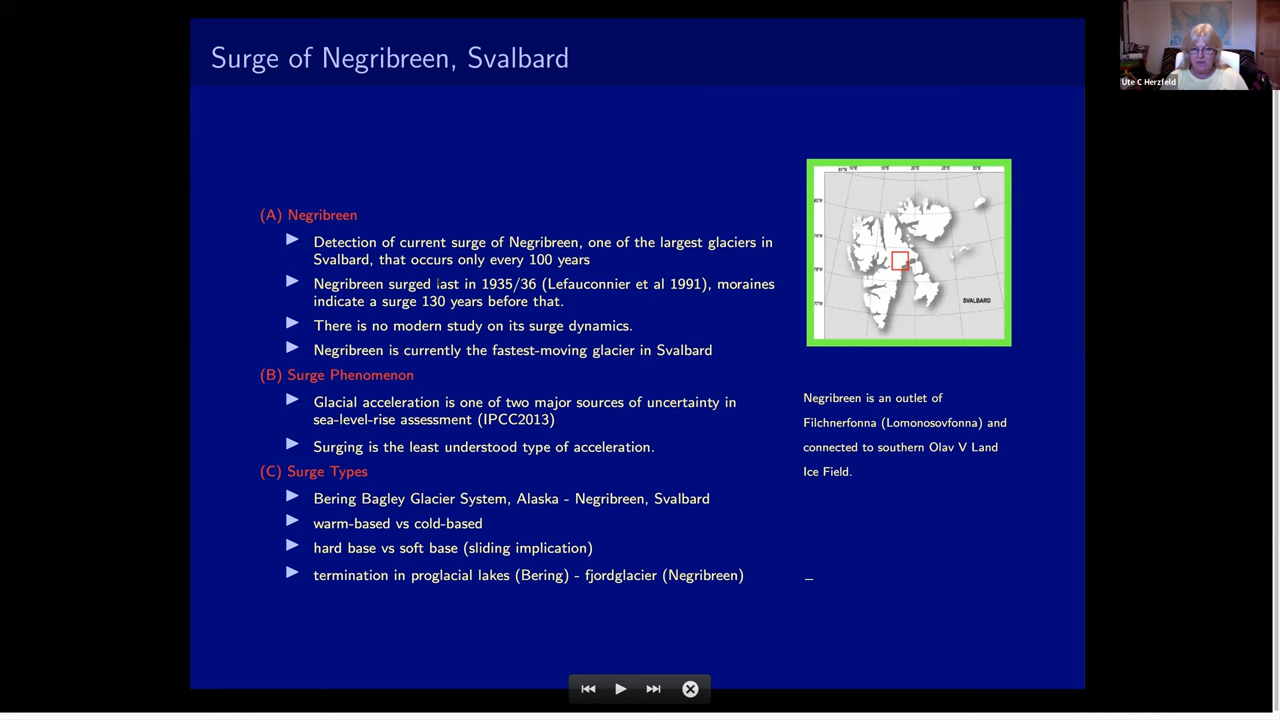 Surge of Negribreen, Svalbard
Ute C Herzfeld
(A) Negribreen
Detection of current surge of Negribreen, one of the largest glaciers in
Svalbard, that occurs only every 100 years
Negribreen surged last in 1935/36 (Lefauconnier et al 1991), moraines
indicate a surge 130 years before that.
There is no modern study on its surge dynamics.
Negribreen is currently the fastest-moving glacier in Svalbard
(B) Surge Phenomenon
Glacial acceleration is one of two major sources of uncertainty in
sea-level-rise assessment (IPCC2013)
Surging is the least understood type of acceleration.
(C) Surge Types
Bering Bagley Glacier System, Alaska - Negribreen, Svalbard
warm-based vs cold-based
hard base vs soft base (sliding implication)
termination in proglacial lakes (Bering) - fjordglacier (Negribreen)
SVALBARD
Negribreen is an outlet of
Filchnerfonna (Lomonosovfonna) and
connected to southern Olav V Land
Ice Field.